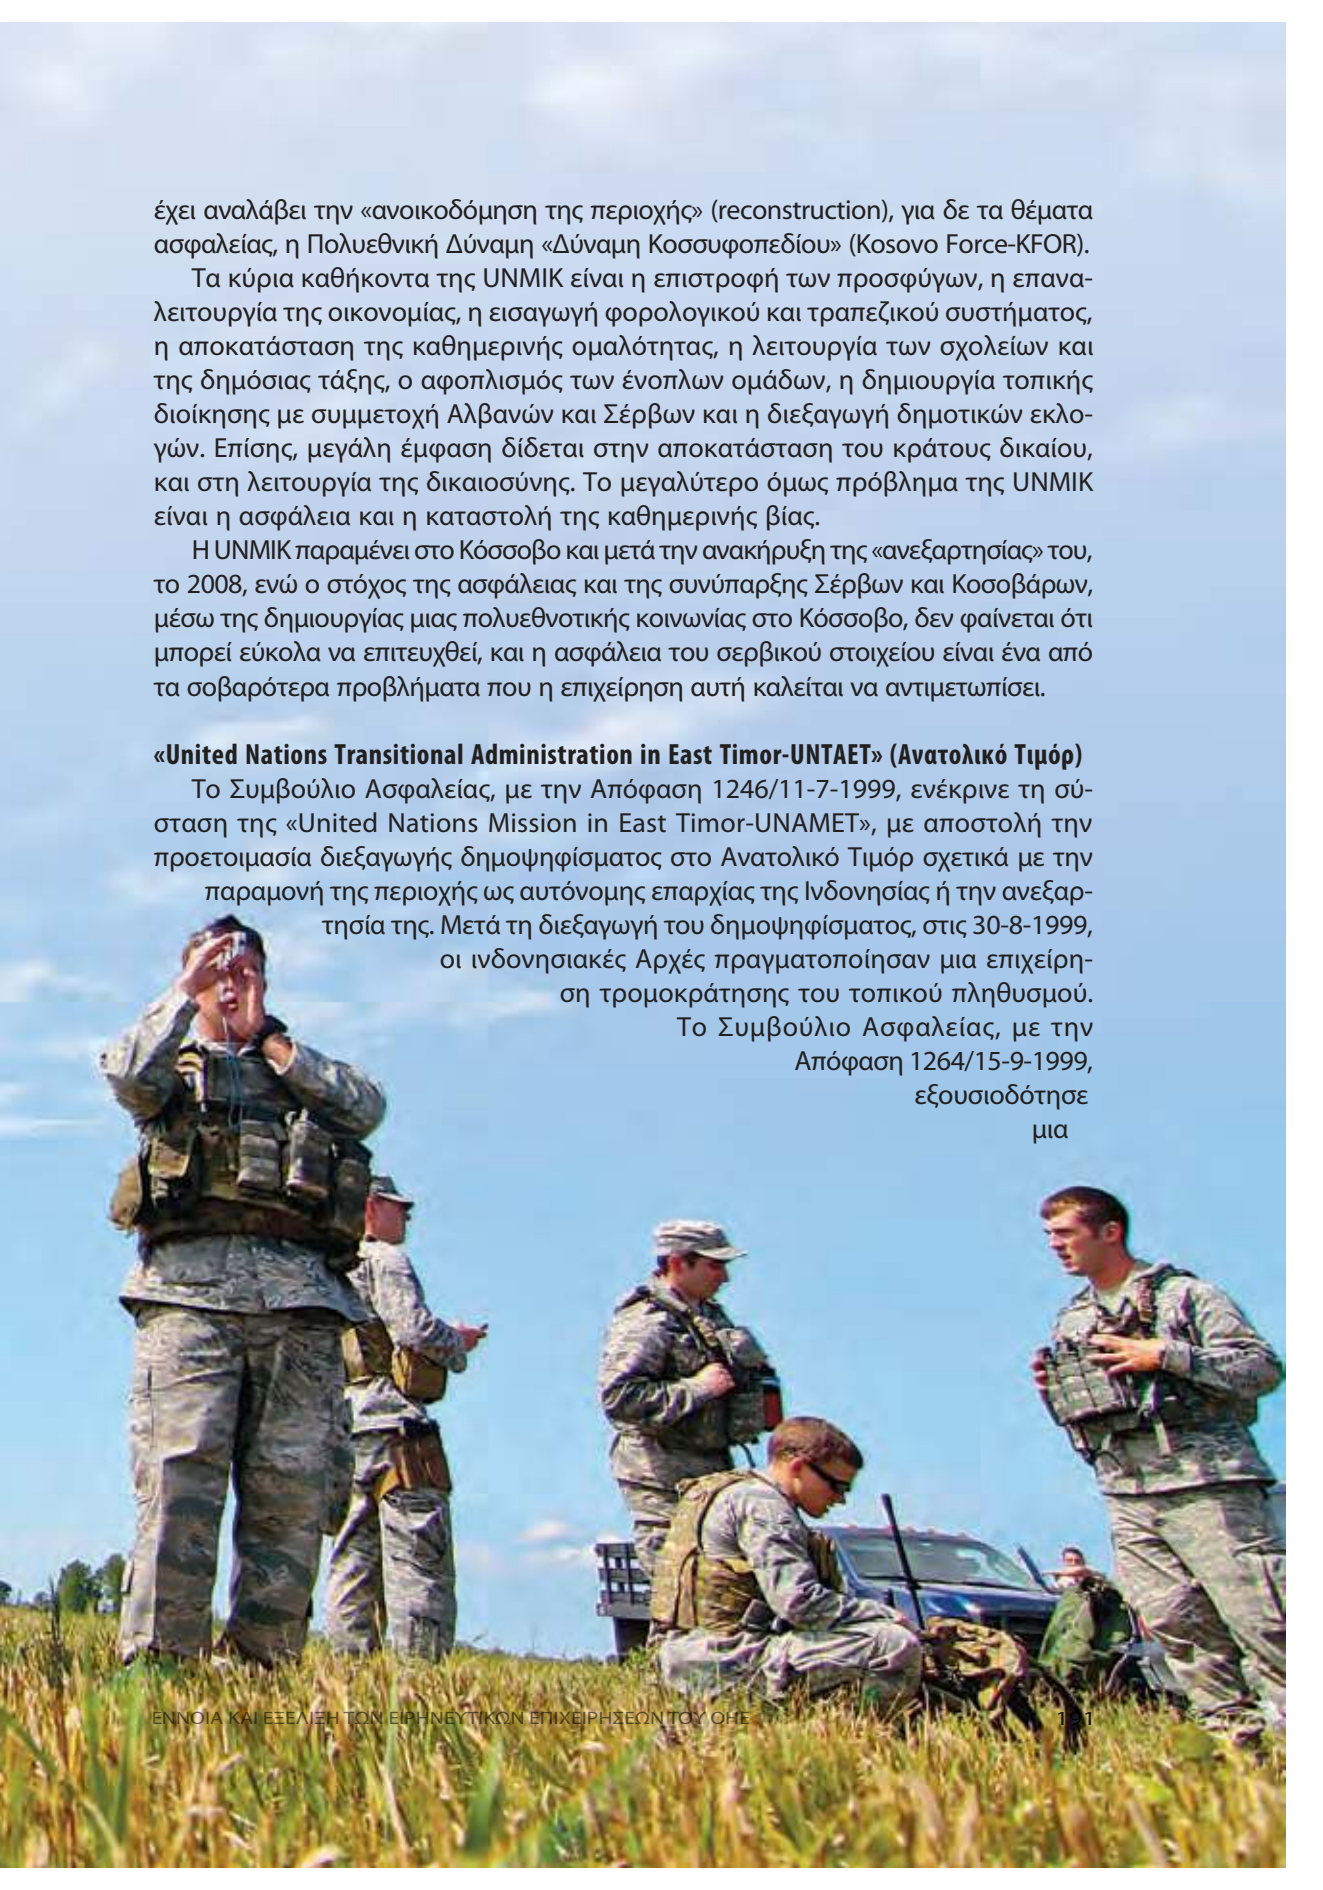 έχει αναλάβει την «ανοικοδόμηση της περιοχής» (reconstruction), για δε τα θέματα
ασφαλείας, η Πολυεθνική Δύναμη «Δύναμη Κοσσυφοπεδίου» (Kosovo Force-KFOR).
Τα κύρια καθήκοντα της UNMIK είναι η επιστροφή των προσφύγων, η επανα-
λειτουργία της οικονομίας, η εισαγωγή φορολογικού και τραπεζικού συστήματος,
η αποκατάσταση της καθημερινής ομαλότητας, η λειτουργία των σχολείων και
της δημόσιας τάξης, ο αφοπλισμός των ένοπλων ομάδων, η δημιουργία τοπικής
διοίκησης με συμμετοχή Αλβανών και Σέρβων και η διεξαγωγή δημοτικών εκλο-
γών. Επίσης, μεγάλη έμφαση δίδεται στην αποκατάσταση του κράτους δικαίου,
και στη λειτουργία της δικαιοσύνης. Το μεγαλύτερο όμως πρόβλημα της UNMIK
είναι η ασφάλεια και η καταστολή της καθημερινής βίας.
Η UNMIK παραμένει στο Κόσσοβο και μετά την ανακήρυξη της «ανεξαρτησίας» του,
το 2008, ενώ ο στόχος της ασφάλειας και της συνύπαρξης Σέρβων και Κοσοβάρων,
μέσω της δημιουργίας μιας πολυεθνοτικής κοινωνίας στο Κόσσοβο, δεν φαίνεται ότι
μπορεί εύκολα να επιτευχθεί, και η ασφάλεια του σερβικού στοιχείου είναι ένα από
τα σοβαρότερα προβλήματα που η επιχείρηση αυτή καλείται να αντιμετωπίσει.
«United Nations Transitional Administration in East Timor-UNTAET» (Ανατολικό Τιμόρ)
Το Συμβούλιο Ασφαλείας, με την Απόφαση 1246/11-7-1999, ενέκρινε τη σύ-
σταση της «United Nations Mission in East Timor-UNAMET», με αποστολή την
προετοιμασία διεξαγωγής δημοψηφίσματος στο Ανατολικό Τιμόρ σχετικά με την
παραμονή της περιοχής ως αυτόνομης επαρχίας της Ινδονησίας ή την ανεξαρ-
τησία της. Μετά τη διεξαγωγή του δημοψηφίσματος, στις 30-8-1999,
οι ινδονησιακές Αρχές πραγματοποίησαν μια επιχείρη-
ση τρομοκράτησης του τοπικού πληθυσμού.
Το Συμβούλιο Ασφαλείας, με την
Απόφαση 1264/15-9-1999,
εξουσιοδότησε
μια
ΕΝΝΟΙΑ ΚΑΙ ΕΞΕΛΙΞΗ ΤΩΝ ΕΙΡΗΝΕΥΤΙΚΩΝ ΕΠΙΧΕΙΡΗΣΕΩΝ ΤΟΥ ΟΗΕ 191